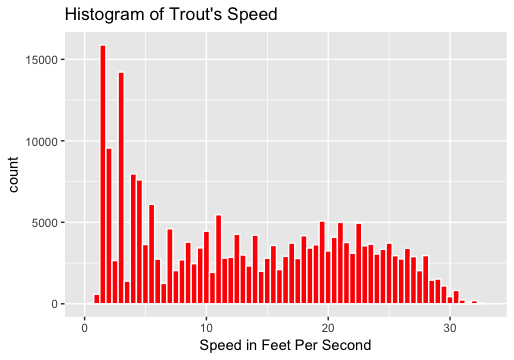 Histogram of Trout's Speed
15000
10000
5000
0
count
0 10 20 30
Speed in Feet Per Second